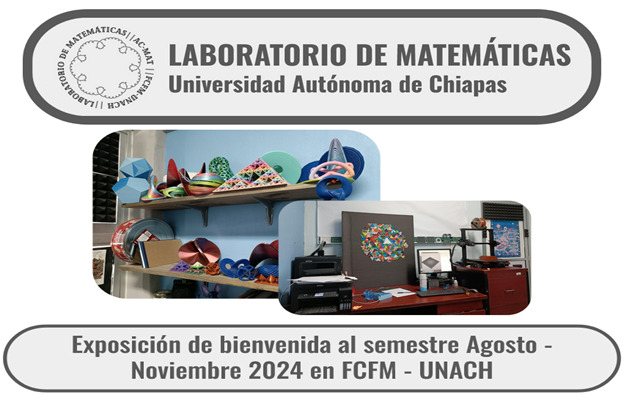 LABORATORIO DE MATEMÁTICAS||AC-MAT||FCFM-UNACH||
LABORATORIO DE MATEMÁTICAS
Universidad Autónoma de Chiapas
Exposición de bienvenida al semestre Agosto -
Noviembre 2024 en FCFM - UNACH